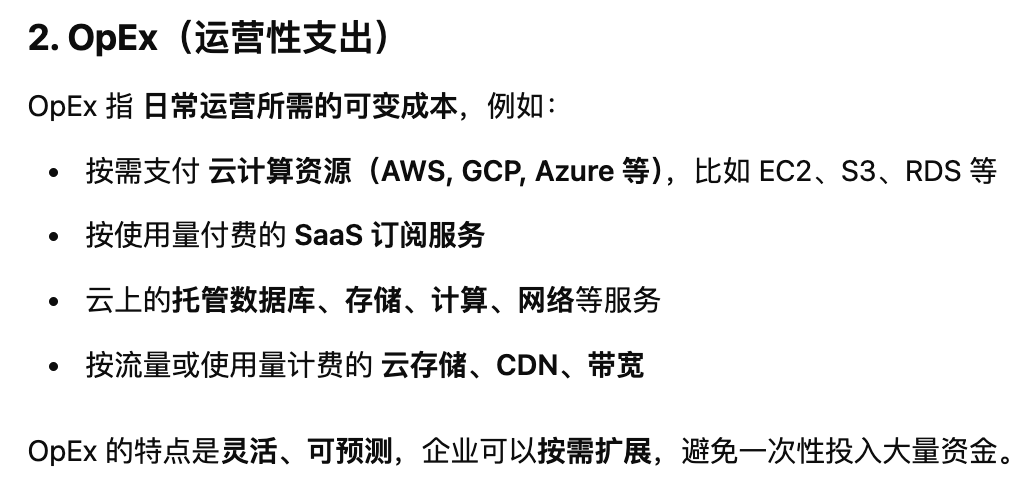 2. OpEx（运营性支出）
OpEx 指 日常运营所需的可变成本，例如：
• 按需支付 云计算资源（AWS, GCP, Azure 等），比如 EC2、S3、RDS 等
• 按使用量付费的 SaaS 订阅服务
• 云上的托管数据库、存储、计算、网络等服务
• 按流量或使用量计费的 云存储、CDN、带宽
OpEx 的特点是灵活、可预测，企业可以按需扩展，避免一次性投入大量资金。